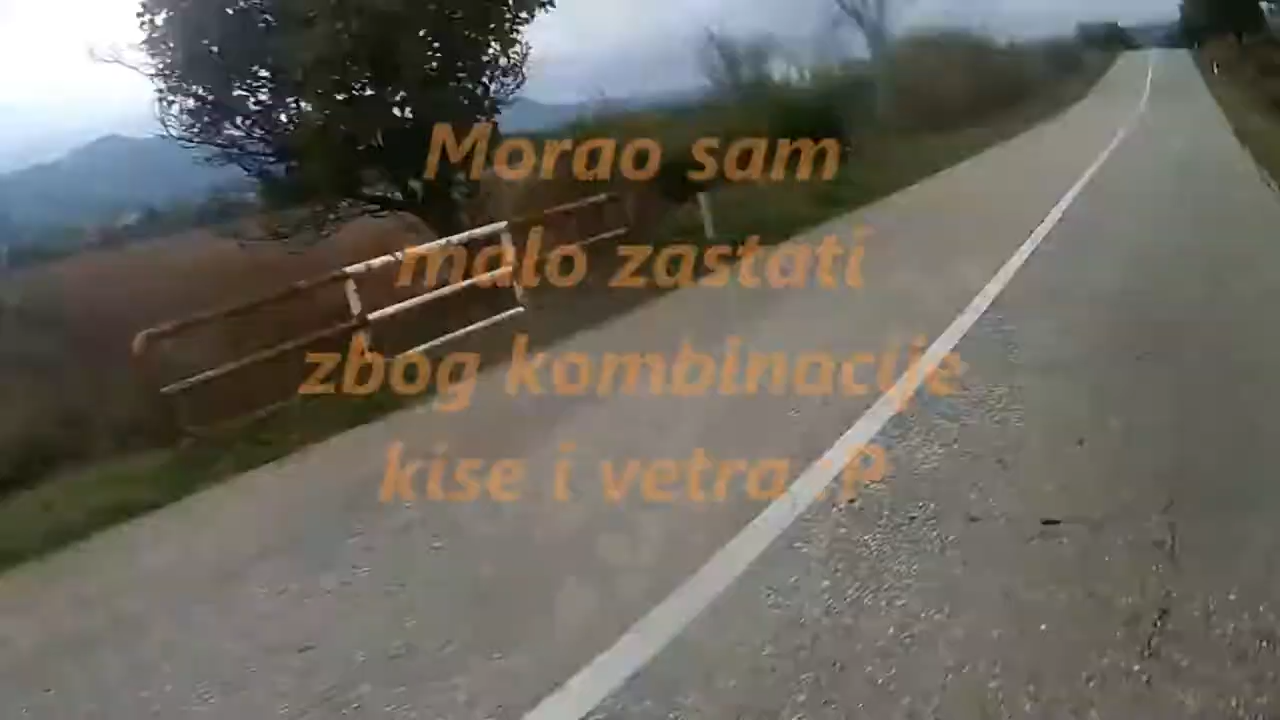 Morao sam
malo zastati
zbog kombinacije
kise i vetra :P